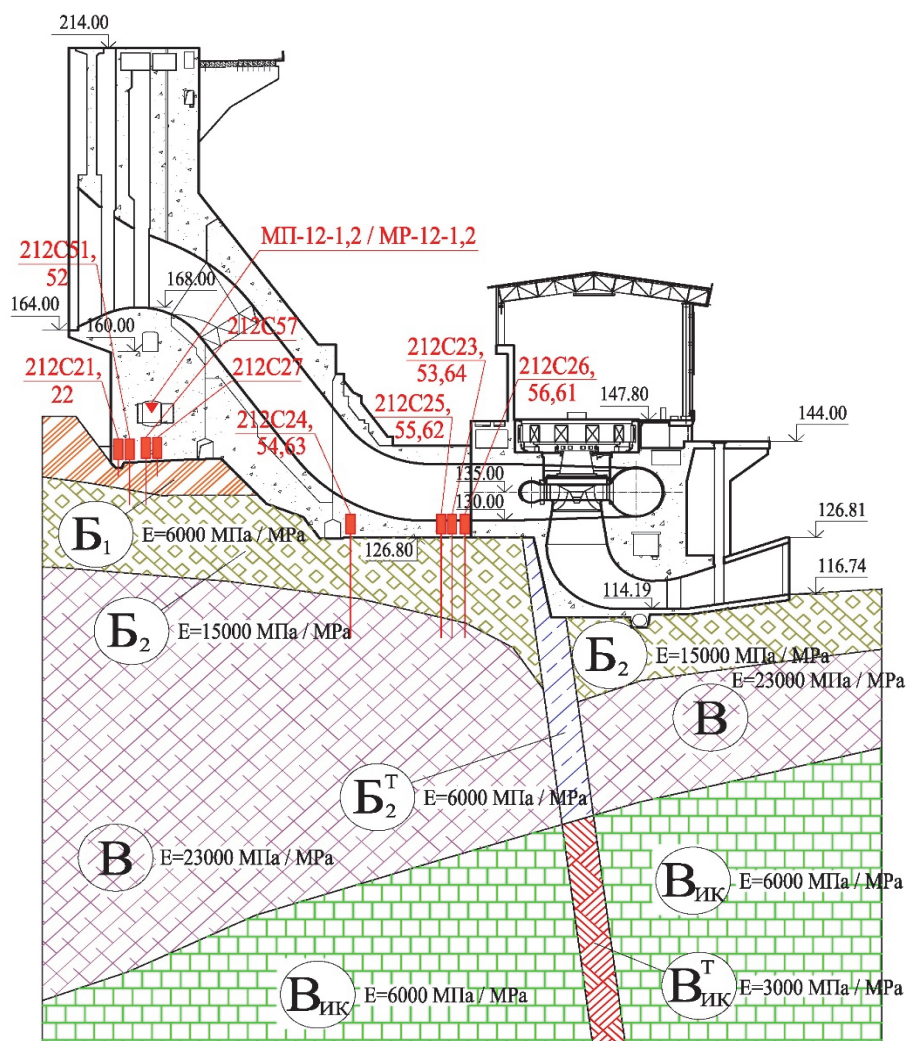 214.00
МП-12-1,2 / МР-12-1,2
212С51,
52
168.00
164.00
160.00
212С57
212С23,
53,64
212С21,
22
212С27
212С26,
56,61
212С24,
54,63
212С25,
55,62
147.80
144.00
135.00
130.00
126.80
126.81
116.74
114.19
Б₁ E=6000 МПа / MPa
Б₂ E=15000 МПа / MPa
Б₂ E=15000 МПа / MPa
E=23000 МПа / MPa
В
Б₂ᵀ E=6000 МПа / MPa
В E=23000 МПа / MPa
Вик E=6000 МПа / MPa
Вик E=6000 МПа / MPa
Вᵀик E=3000 МПа / MPa